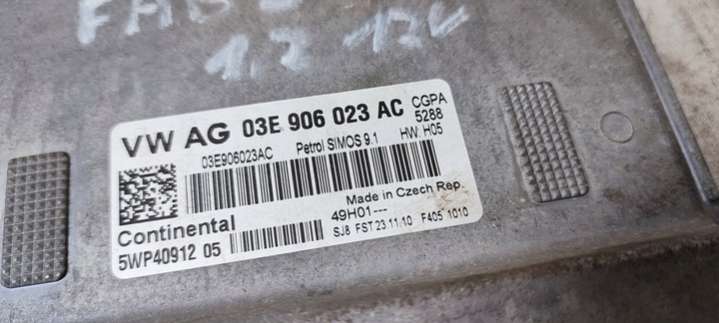 FAB
1.2 12V
VW AG 03E 906 023 AC CGPA
5288
03E906023AC Petrol SIMOS 9.1 HW: H05
Made in Czech Rep.
Continental 49H01---
5WP40912 05 SJ8 FST 23.11.10 F405 1010